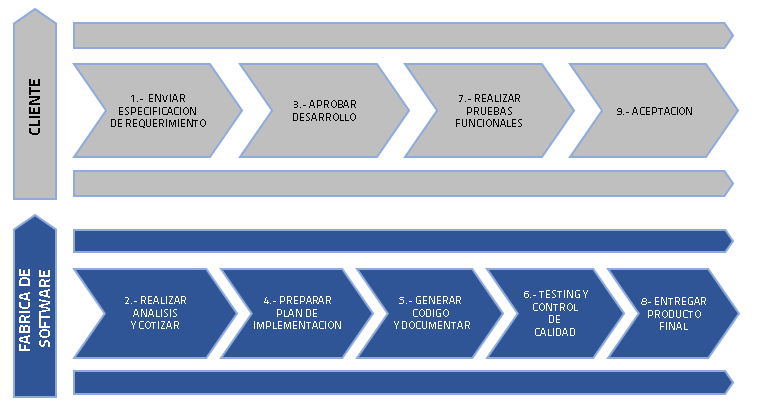 CLIENTE
1.- ENVIAR
ESPECIFICACION
DE REQUERIMIENTO
3.- APROBAR
DESARROLLO
7.- REALIZAR
PRUEBAS
FUNCIONALES
9.- ACEPTACION
FABRICA DE
SOFTWARE
2.- REALIZAR
ANALISIS
Y COTIZAR
4.- PREPARAR
PLAN DE
IMPLEMENTACION
5.- GENERAR
CODIGO
Y DOCUMENTAR
6.- TESTING Y
CONTROL
DE
CALIDAD
8- ENTREGAR
PRODUCTO
FINAL